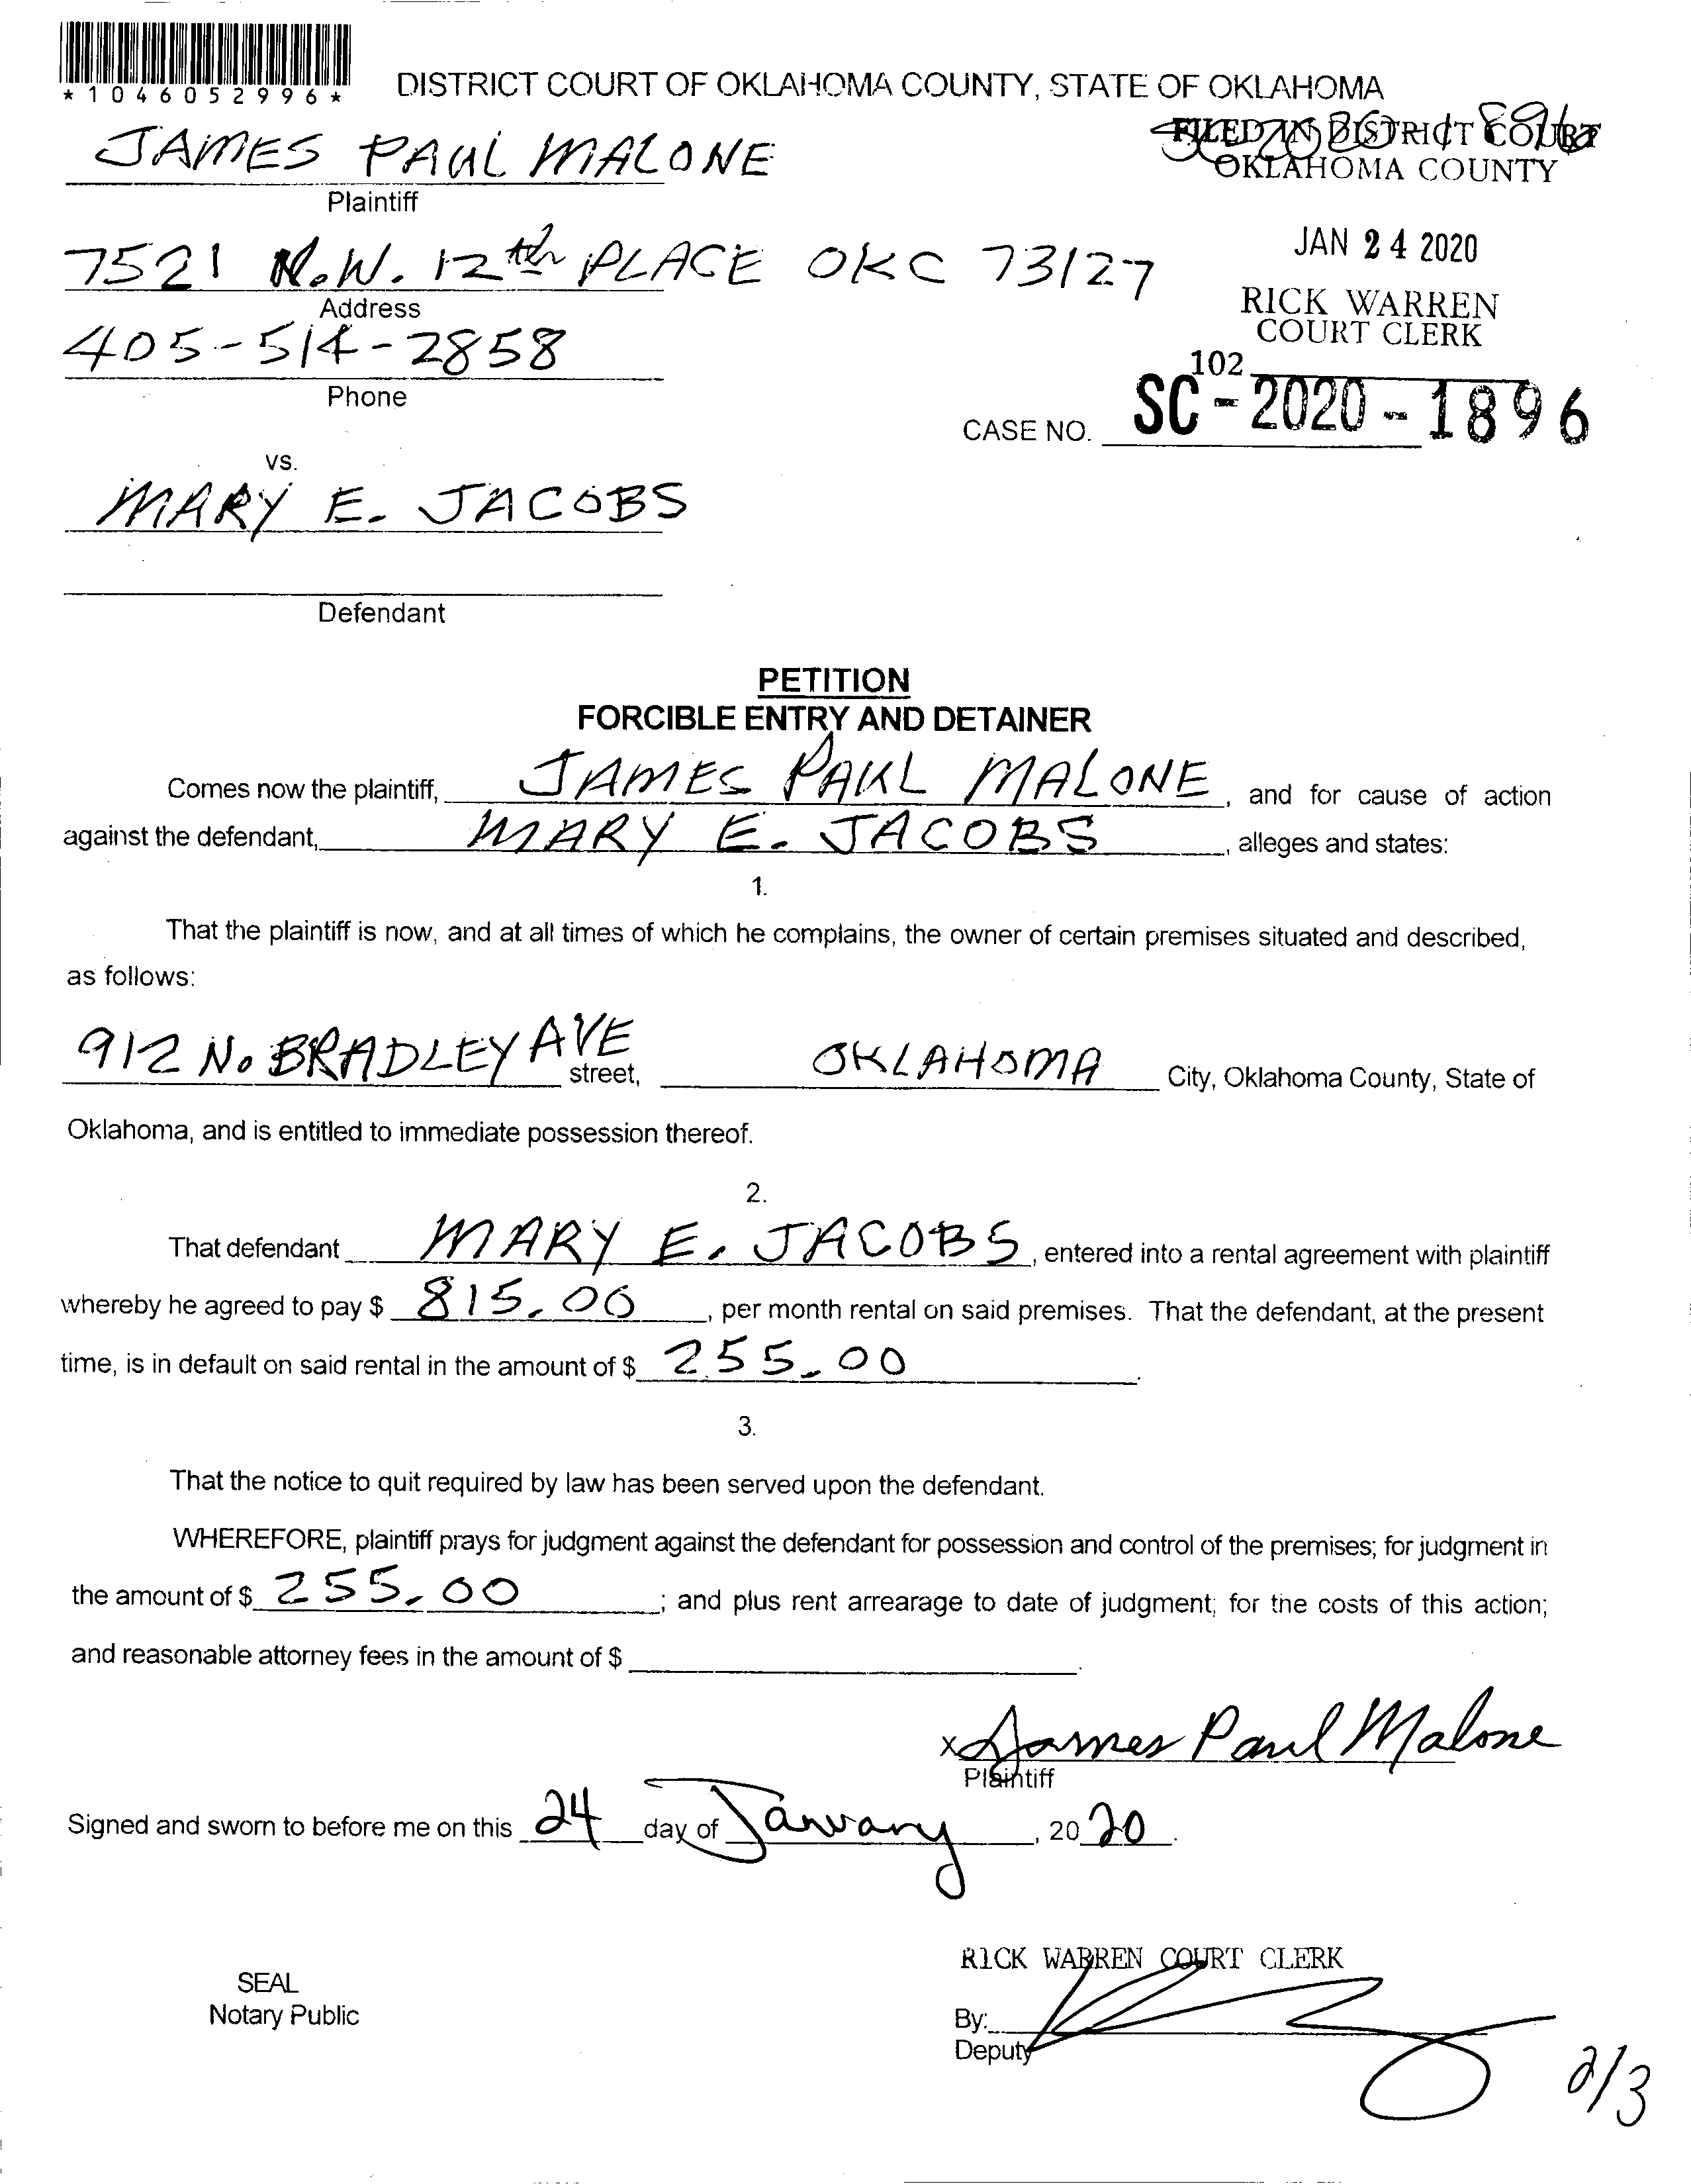 *1046052996*
DISTRICT COURT OF OKLAHOMA COUNTY, STATE OF OKLAHOMA
JAMES PAUL MALONE
Plaintiff
FILED IN DISTRICT COURT
OKLAHOMA COUNTY
7521 N.W. 12th PLACE OKC 73127
Address
JAN 24 2020
RICK WARREN
COURT CLERK
405-514-2858
Phone
102
CASE NO. SC-2020-1896
vs.
MARY E. JACOBS
Defendant
PETITION
FORCIBLE ENTRY AND DETAINER
Comes now the plaintiff, JAMES PAUL MALONE, and for cause of action
against the defendant, MARY E. JACOBS, alleges and states:
1.
That the plaintiff is now, and at all times of which he complains, the owner of certain premises situated and described,
as follows:
912 No BRADLEY AVE street, OKLAHOMA City, Oklahoma County, State of
Oklahoma, and is entitled to immediate possession thereof.
2.
That defendant MARY E. JACOBS, entered into a rental agreement with plaintiff
whereby he agreed to pay $ 815.00, per month rental on said premises. That the defendant, at the present
time, is in default on said rental in the amount of $ 255.00.
3.
That the notice to quit required by law has been served upon the defendant.
WHEREFORE, plaintiff prays for judgment against the defendant for possession and control of the premises; for judgment in
the amount of $ 255.00; and plus rent arrearage to date of judgment; for the costs of this action;
and reasonable attorney fees in the amount of $ .
x James Paul Malone
Plaintiff
Signed and sworn to before me on this 24 day of January, 2020.
RICK WARREN COURT CLERK
SEAL
Notary Public
By:
Deputy
2/3